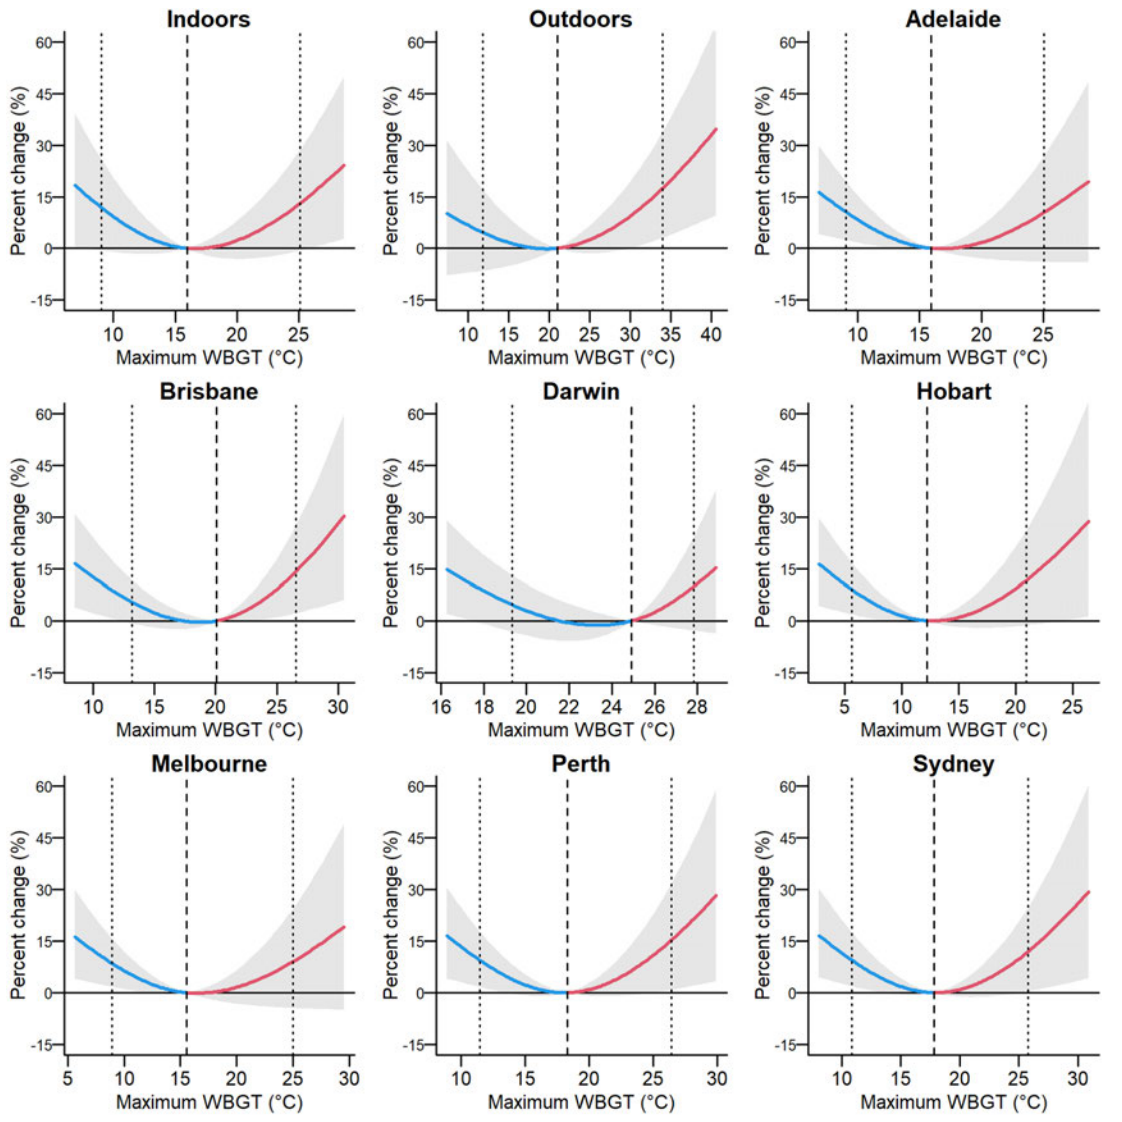 Indoors
Percent change (%)
60
45
30
15
0
-15
10 15 20 25
Maximum WBGT (°C)
Outdoors
Percent change (%)
60
45
30
15
0
-15
10 15 20 25 30 35 40
Maximum WBGT (°C)
Adelaide
Percent change (%)
60
45
30
15
0
-15
10 15 20 25
Maximum WBGT (°C)
Brisbane
Percent change (%)
60
45
30
15
0
-15
10 15 20 25 30
Maximum WBGT (°C)
Darwin
Percent change (%)
60
45
30
15
0
-15
16 18 20 22 24 26 28
Maximum WBGT (°C)
Hobart
Percent change (%)
60
45
30
15
0
-15
5 10 15 20 25
Maximum WBGT (°C)
Melbourne
Percent change (%)
60
45
30
15
0
-15
5 10 15 20 25 30
Maximum WBGT (°C)
Perth
Percent change (%)
60
45
30
15
0
-15
10 15 20 25 30
Maximum WBGT (°C)
Sydney
Percent change (%)
60
45
30
15
0
-15
10 15 20 25 30
Maximum WBGT (°C)